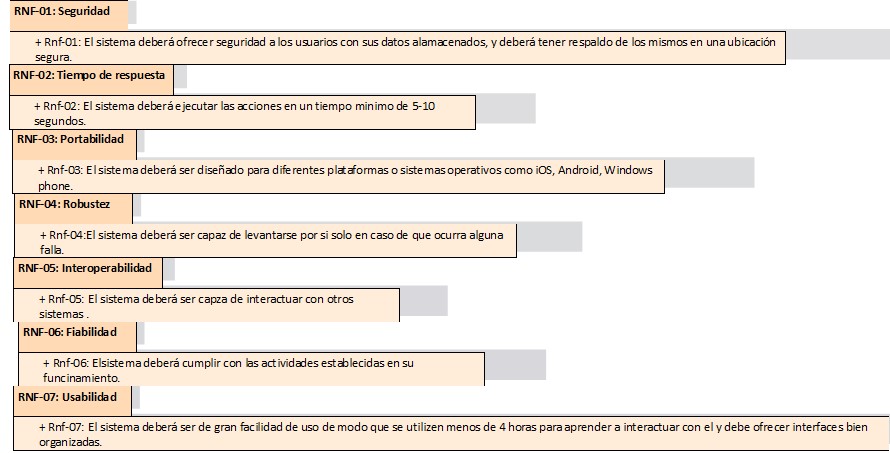 RNF-01: Seguridad
+ Rnf-01: El sistema deberá ofrecer seguridad a los usuarios con sus datos alamacenados, y deberá tener respaldo de los mismos en una ubicación
segura.
RNF-02: Tiempo de respuesta
+ Rnf-02: El sistema deberá ejecutar las acciones en un tiempo minimo de 5-10
segundos.
RNF-03: Portabilidad
+ Rnf-03: El sistema deberá ser diseñado para diferentes plataformas o sistemas operativos como iOS, Android, Windows
phone.
RNF-04: Robustez
+ Rnf-04:El sistema deberá ser capaz de levantarse por si solo en caso de que ocurra alguna
falla.
RNF-05: Interoperabilidad
+ Rnf-05: El sistema deberá ser capza de interactuar con otros
sistemas .
RNF-06: Fiabilidad
+ Rnf-06: Elsistema deberá cumplir con las actividades establecidas en su
funcinamiento.
RNF-07: Usabilidad
+ Rnf-07: El sistema deberá ser de gran facilidad de uso de modo que se utilizen menos de 4 horas para aprender a interactuar con el y debe ofrecer interfaces bien
organizadas.